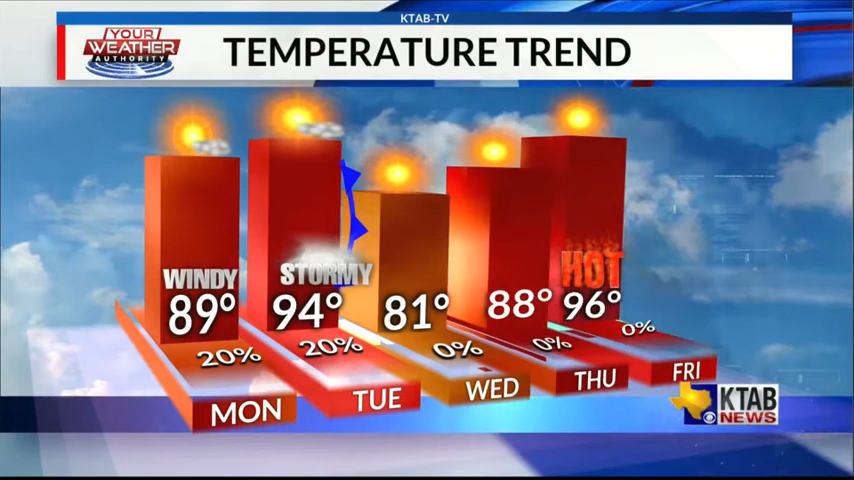 KTAB-TV
YOUR
WEATHER
AUTHORITY
TEMPERATURE TREND
WINDY
89°
20%
MON
STORMY
94°
20%
TUE
81°
0%
WED
88°
0%
THU
HOT
96°
0%
FRI
KTAB
NEWS